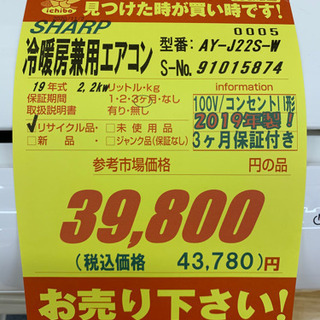 ichibo
見つけた時が買い時です!
0005
SHARP
冷暖房兼用エアコン
型番: AY-J22S-W
S-No. 91015874
19年式 2,2kw リットル・kg
保証期間 1・2・3ヶ月・なし
取扱説明書 有り・無し
information
100V/コンセントII形
2019年製!
3ヶ月保証付き
✓リサイクル品・ □未使用品
□新品・ □ジャンク品(保証なし)
参考市場価格 円の品
39,800
(税込価格 43,780)円
お売り下さい!